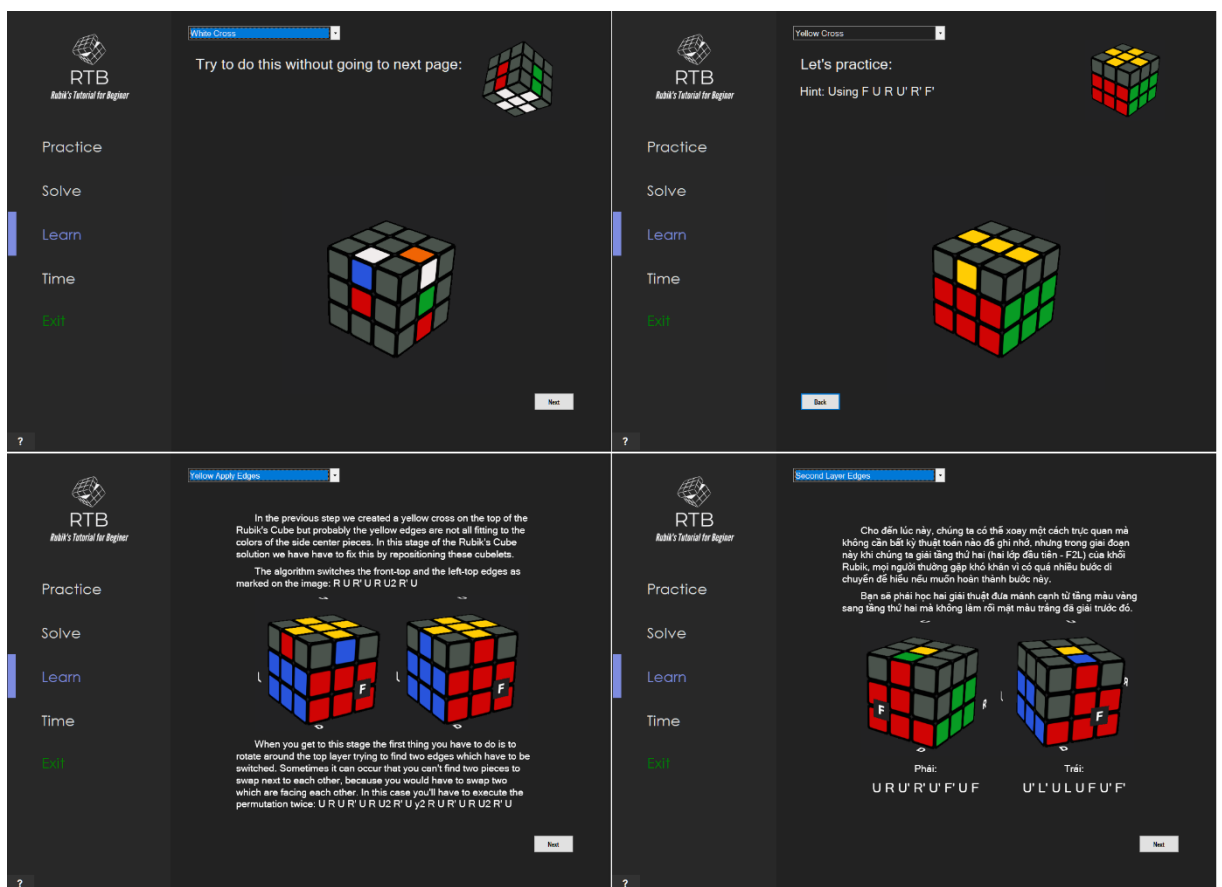 White Cross
Try to do this without going to next page:
RTB
Rubik's Tutorial for Beginer
Practice
Solve
Learn
Time
Exit
Next
?
Yellow Cross
Let's practice:
Hint: Using F U R U' R' F'
RTB
Rubik's Tutorial for Beginer
Practice
Solve
Learn
Time
Exit
Back
?
Yellow Apply Edges
In the previous step we created a yellow cross on the top of the
Rubik's Cube but probably the yellow edges are not all fitting to the
colors of the side center pieces. In this stage of the Rubik's Cube
solution we have have to fix this by repositioning these cubelets.
The algorithm switches the front-top and the left-top edges as
marked on the image: R U R' U R U2 R' U
RTB
Rubik's Tutorial for Beginer
Practice
Solve
Learn
Time
Exit
L
F
D
L
F
D
When you get to this stage the first thing you have to do is to
rotate around the top layer trying to find two edges which have to be
switched. Sometimes it can occur that you can't find two pieces to
swap next to each other, because you would have to swap two
which are facing each other. In this case you'll have to execute the
permutation twice: U R U R' U R U2 R' U y2 R U R' U R U2 R' U
Next
?
Second Layer Edges
Cho đến lúc này, chúng ta có thể xoay một cách trực quan mà
không cần bất kỳ thuật toán nào để ghi nhớ, nhưng trong giai đoạn
này khi chúng ta giải tầng thứ hai (hai lớp đầu tiên - F2L) của khối
Rubik, mọi người thường gặp khó khăn vì có quá nhiều bước di
chuyển để hiểu nếu muốn hoàn thành bước này.
Bạn sẽ phải học hai giải thuật đưa mảnh cạnh từ tầng màu vàng
sang tầng thứ hai mà không làm rối mặt màu trắng đã giải trước đó.
RTB
Rubik's Tutorial for Beginer
Practice
Solve
Learn
Time
Exit
F
R
D
L
F
R
D
Phải:
U R U' R' U' F' U F
Trái:
U' L' U L U F U' F'
Next
?